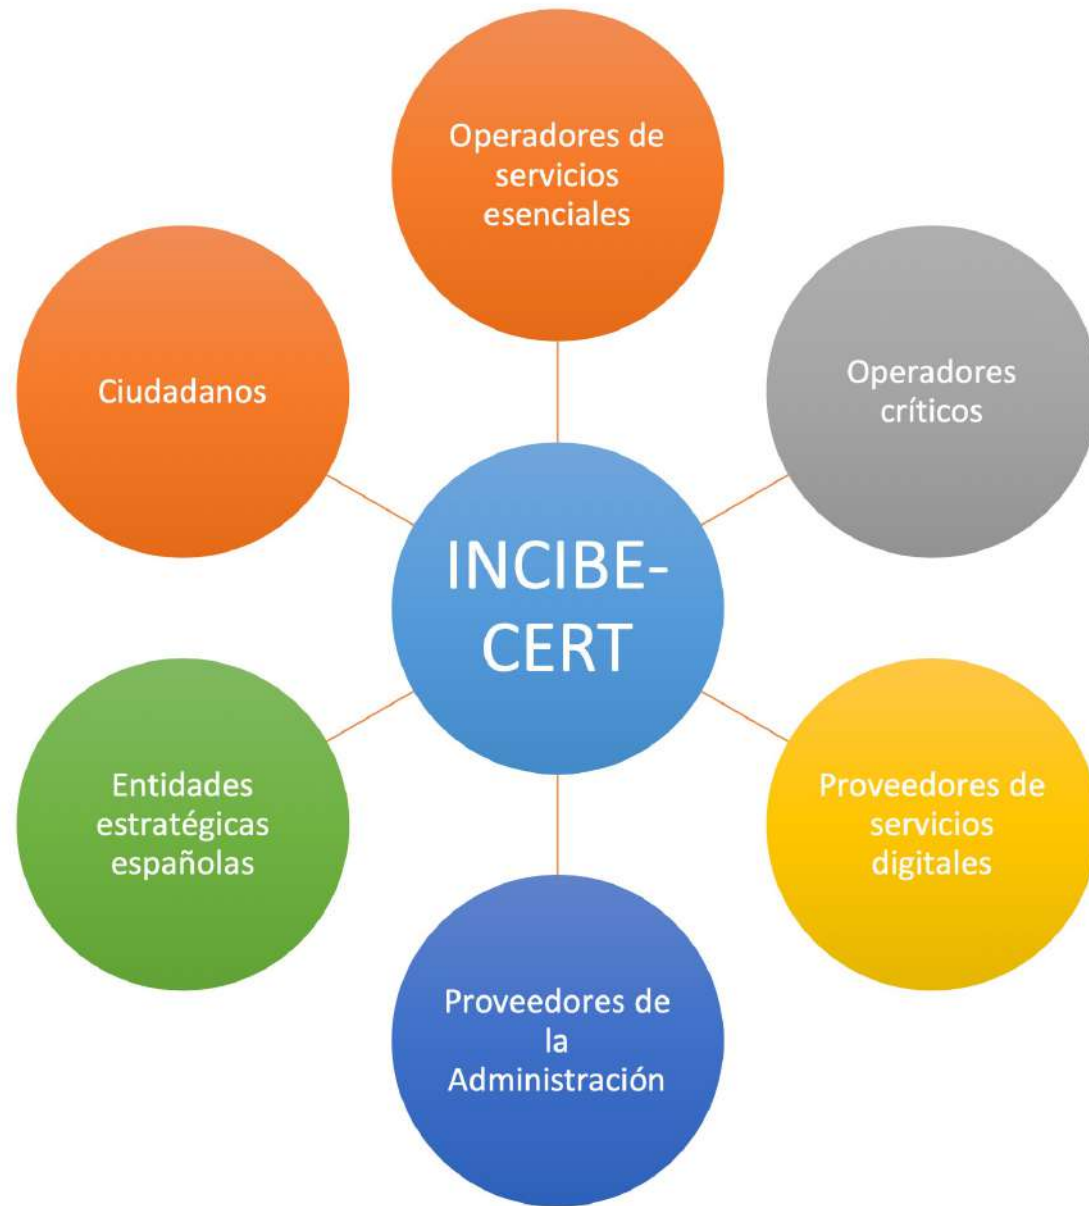 Operadores de
servicios
esenciales
Ciudadanos
Operadores
críticos
INCIBE-
CERT
Entidades
estratégicas
españolas
Proveedores de
servicios
digitales
Proveedores de
la
Administración